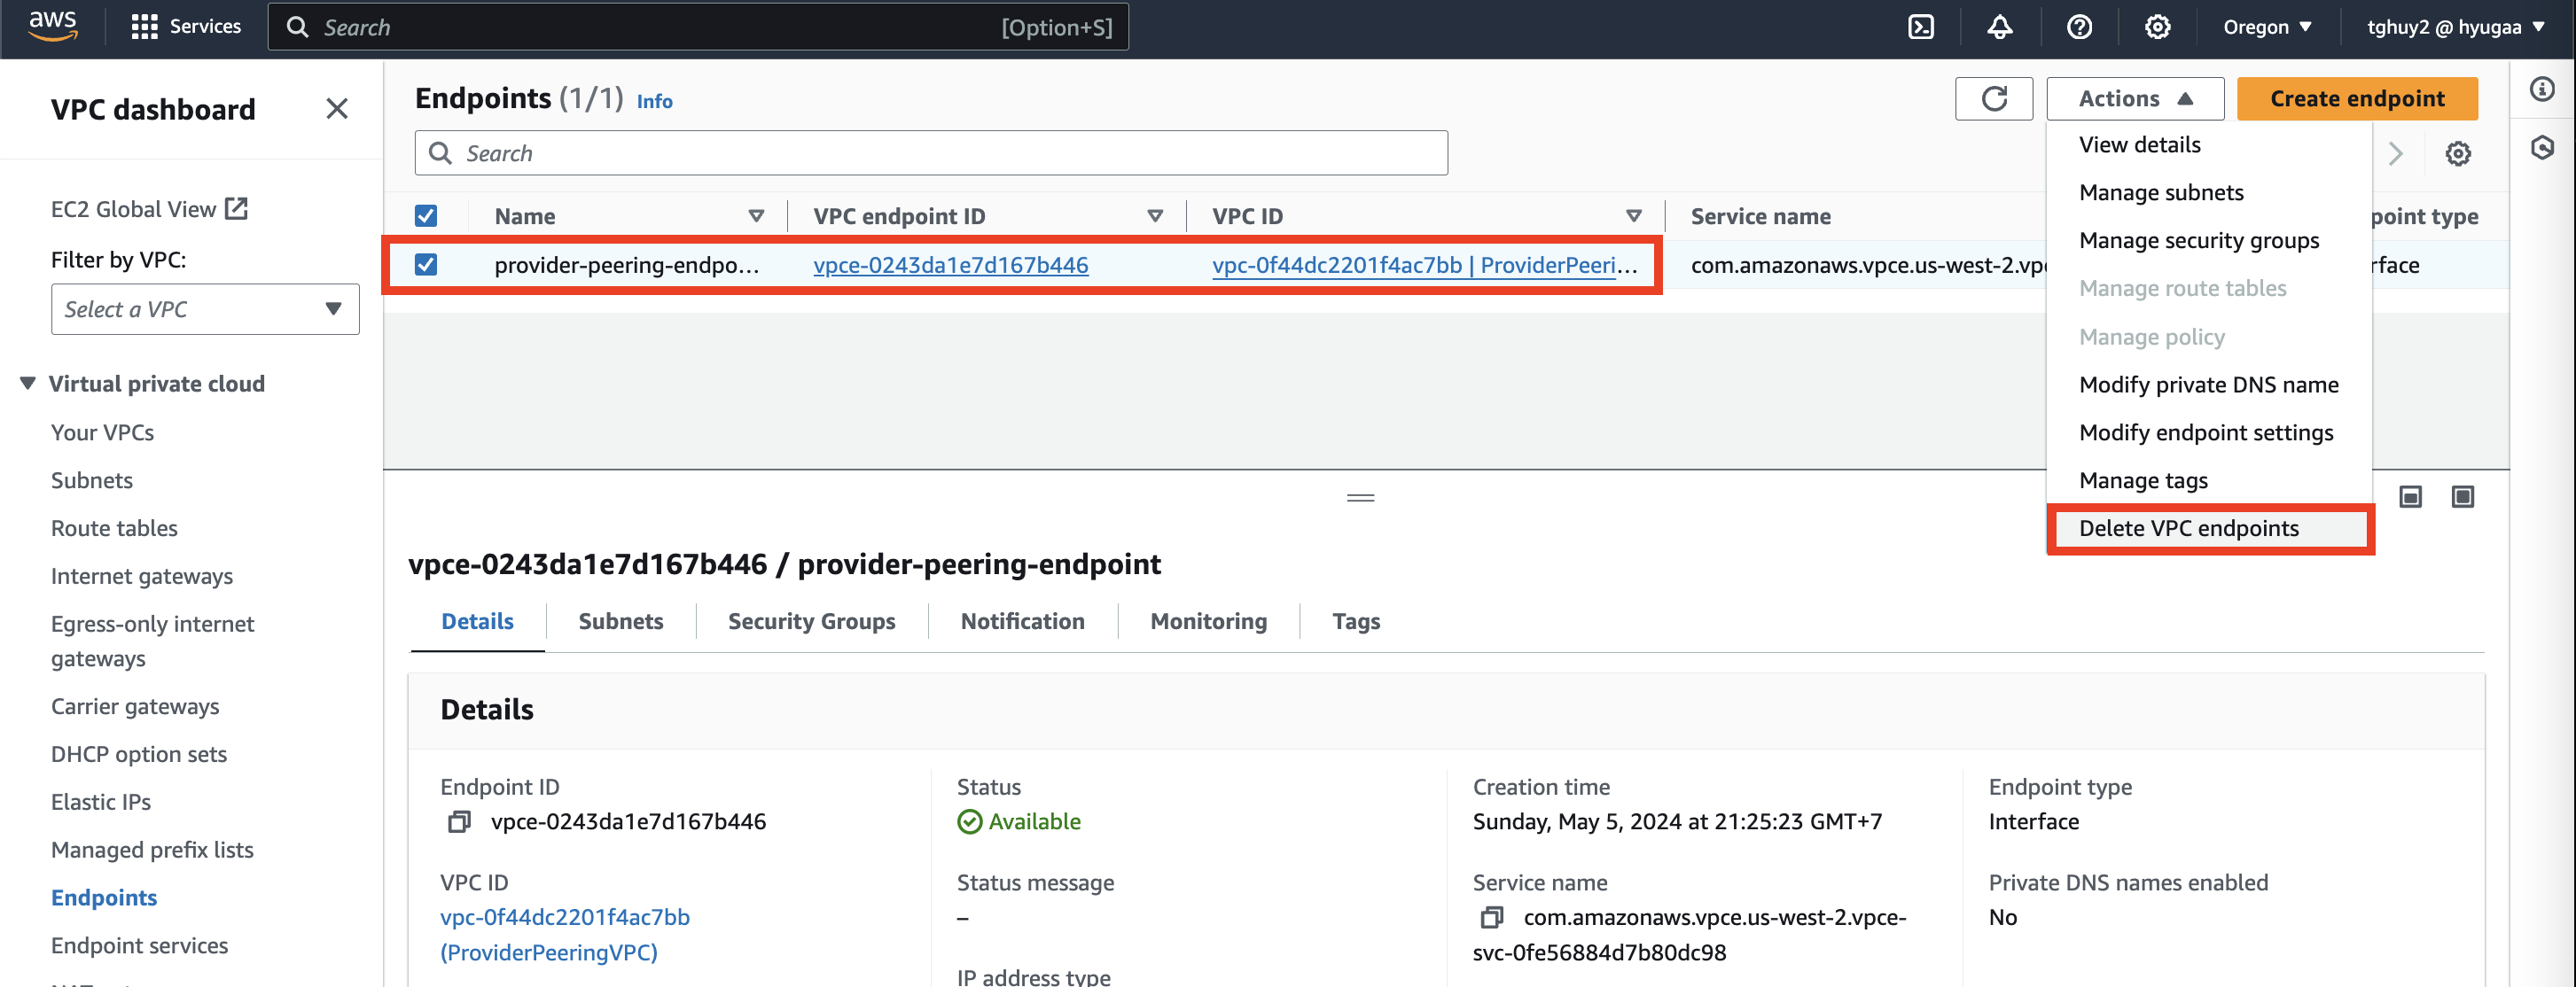 aws
Services
Search
[Option+S]
Oregon ▼
tghuy2 @ hyugaa ▼
VPC dashboard
EC2 Global View
Filter by VPC:
Select a VPC
Virtual private cloud
Your VPCs
Subnets
Route tables
Internet gateways
Egress-only internet
gateways
Carrier gateways
DHCP option sets
Elastic IPs
Managed prefix lists
Endpoints
Endpoint services
Endpoints (1/1) Info
Actions
Create endpoint
Search
Name
VPC endpoint ID
VPC ID
Service name
point type
provider-peering-endpo…
vpce-0243da1e7d167b446
vpc-0f44dc2201f4ac7bb | ProviderPeeri…
com.amazonaws.vpce.us-west-2.vpc
rface
View details
Manage subnets
Manage security groups
Manage route tables
Manage policy
Modify private DNS name
Modify endpoint settings
Manage tags
Delete VPC endpoints
vpce-0243da1e7d167b446 / provider-peering-endpoint
Details
Subnets
Security Groups
Notification
Monitoring
Tags
Details
Endpoint ID
vpce-0243da1e7d167b446
Status
Available
Creation time
Sunday, May 5, 2024 at 21:25:23 GMT+7
Endpoint type
Interface
VPC ID
vpc-0f44dc2201f4ac7bb
(ProviderPeeringVPC)
Status message
–
Service name
com.amazonaws.vpce.us-west-2.vpce-
svc-0fe56884d7b80dc98
Private DNS names enabled
No
IP address type